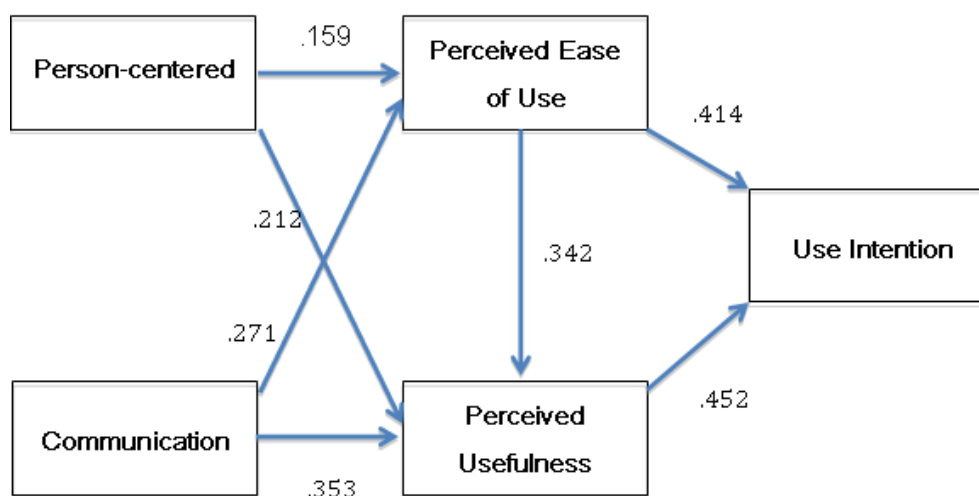 .159
Person-centered
Perceived Ease
of Use
.414
.212
.342
Use Intention
.271
.452
Communication
Perceived
Usefulness
.353